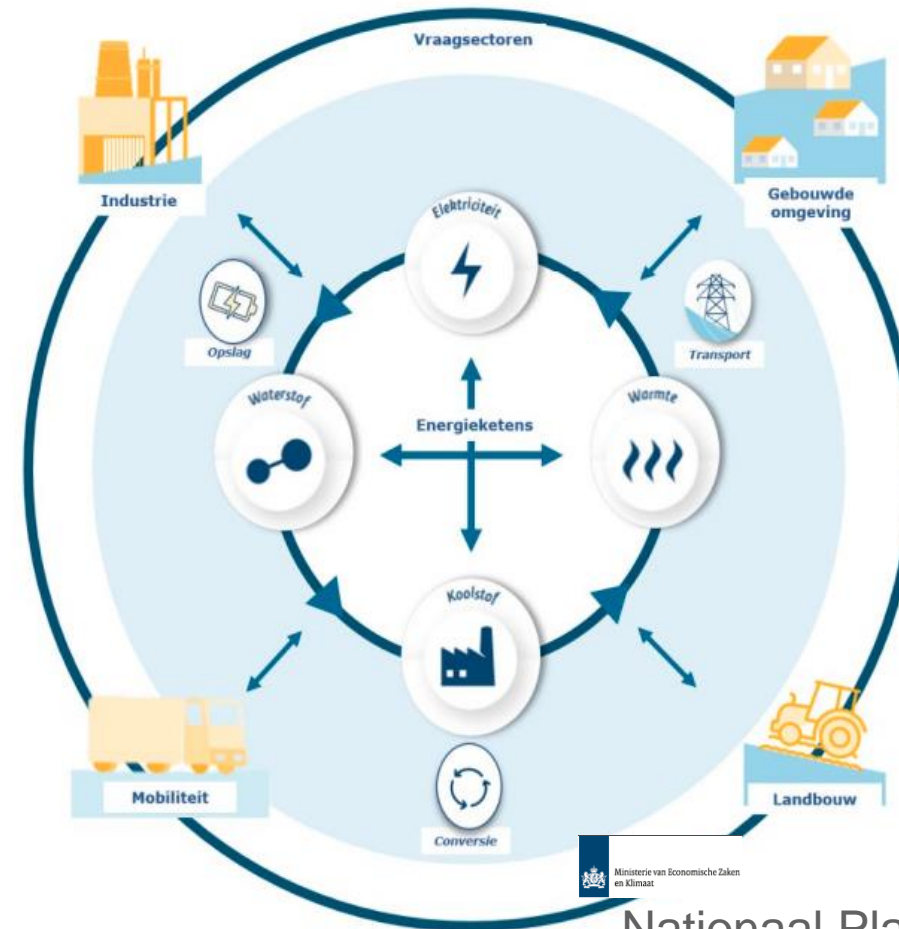 Vraagsectoren
Industrie
Gebouwde
omgeving
Elektriciteit
Opslag
Transport
Waterstof
Warmte
Energieketens
Koolstof
Mobiliteit
Landbouw
Conversie
Ministerie van Economische Zaken
en Klimaat
Nationaal